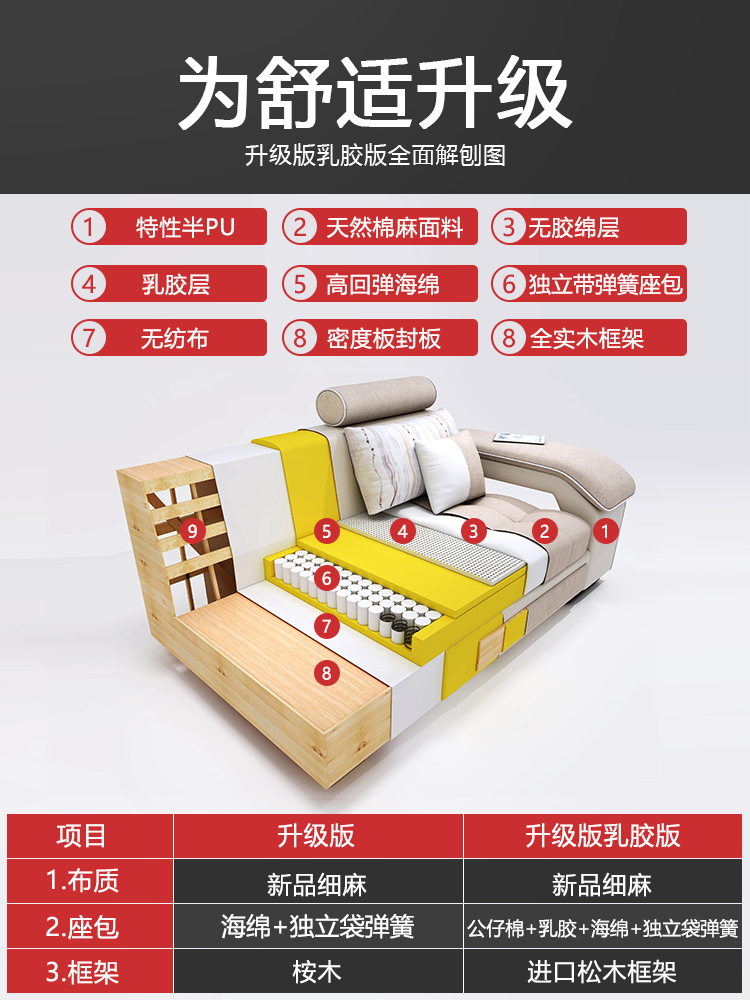 为舒适升级
升级版乳胶版全面解刨图
1 特性半PU 2 天然棉麻面料 3 无胶绵层
4 乳胶层 5 高回弹海绵 6 独立带弹簧座包
7 无纺布 8 密度板封板 8 全实木框架
9 5 4 3 2 1
6
7
8
项目 升级版 升级版乳胶版
1.布质 新品细麻 新品细麻
2.座包 海绵+独立袋弹簧 公仔棉+乳胶+海绵+独立袋弹簧
3.框架 桉木 进口松木框架